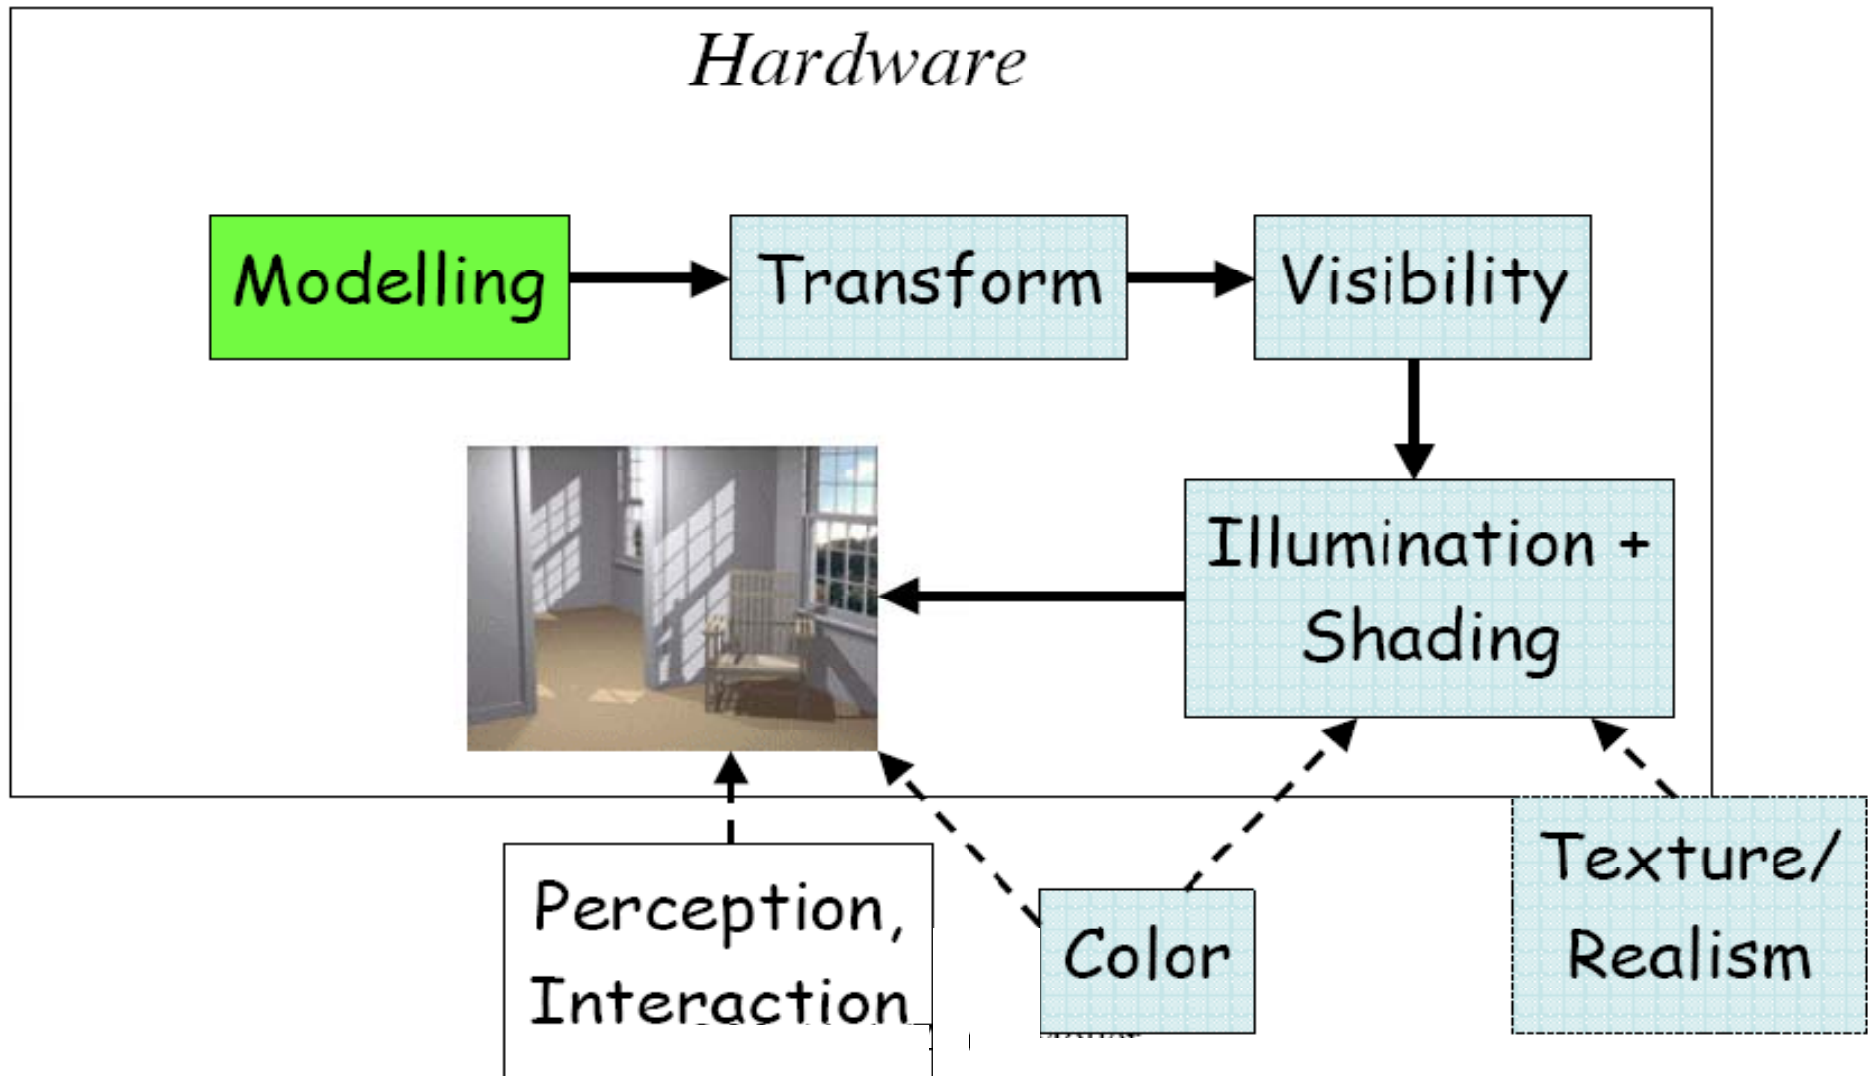 Hardware
Modelling
Transform
Visibility
Illumination +
Shading
Perception,
Interaction
Color
Texture/
Realism